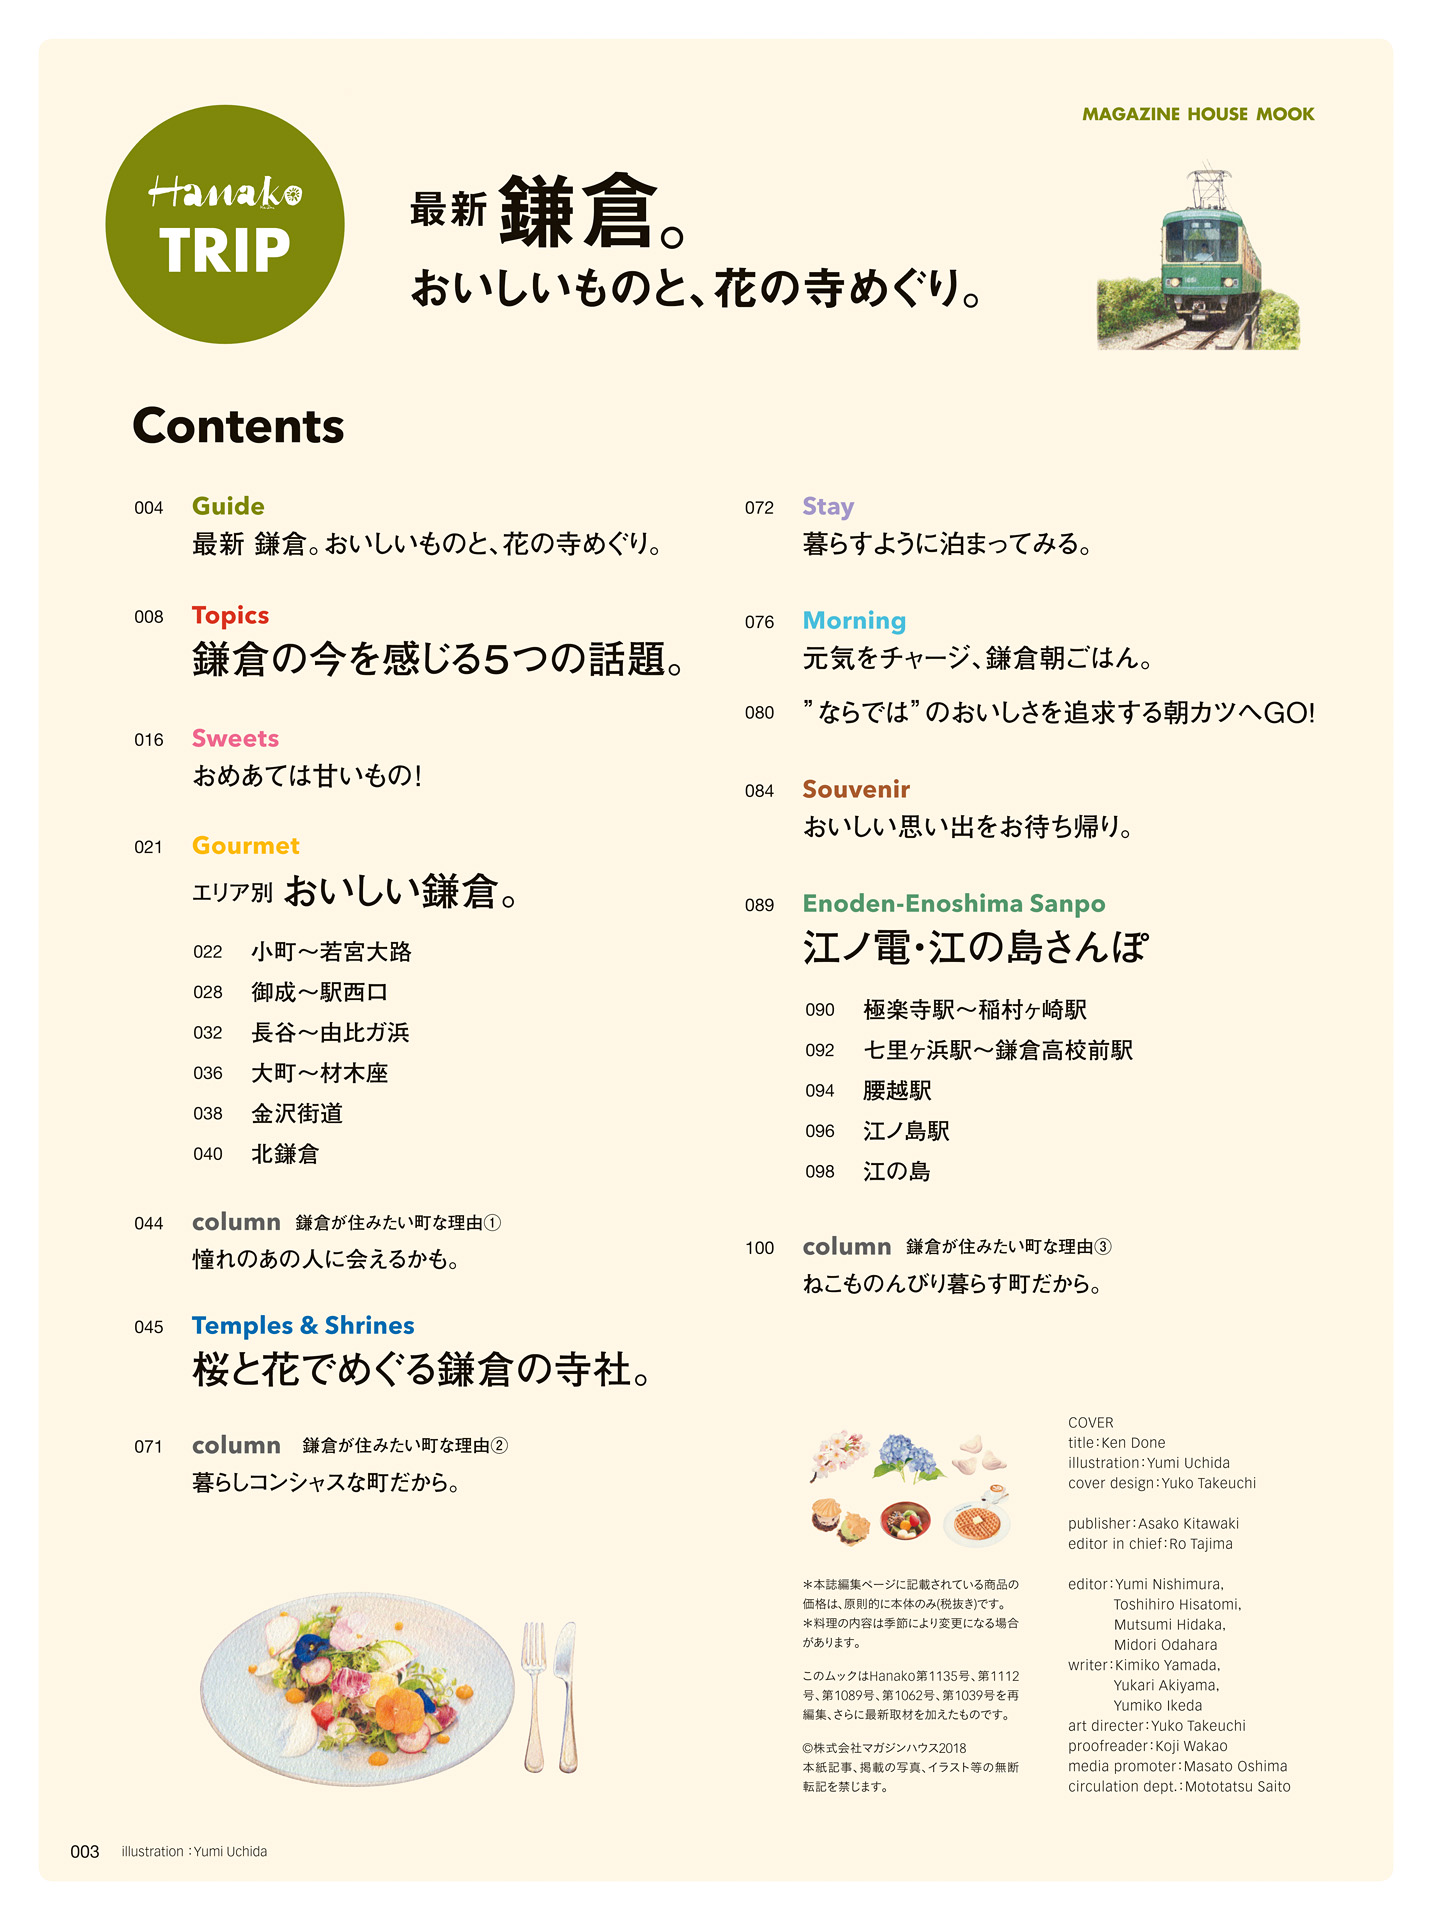 Hanako
TRIP
MAGAZINE HOUSE MOOK
最新 鎌倉。
おいしいものと、花の寺めぐり。
Contents
004 Guide
最新 鎌倉。おいしいものと、花の寺めぐり。
008 Topics
鎌倉の今を感じる5つの話題。
016 Sweets
おめあては甘いもの!
021 Gourmet
エリア別 おいしい鎌倉。
022 小町〜若宮大路
028 御成〜駅西口
032 長谷〜由比ガ浜
036 大町〜材木座
038 金沢街道
040 北鎌倉
044 column 鎌倉が住みたい町な理由①
憧れのあの人に会えるかも。
045 Temples & Shrines
桜と花でめぐる鎌倉の寺社。
071 column 鎌倉が住みたい町な理由②
暮らしコンシャスな町だから。
072 Stay
暮らすように泊まってみる。
076 Morning
元気をチャージ、鎌倉朝ごはん。
080 ”ならでは”のおいしさを追求する朝カツへGO!
084 Souvenir
おいしい思い出をお待ち帰り。
089 Enoden-Enoshima Sanpo
江ノ電・江の島さんぽ
090 極楽寺駅〜稲村ヶ崎駅
092 七里ヶ浜駅〜鎌倉高校前駅
094 腰越駅
096 江ノ島駅
098 江の島
100 column 鎌倉が住みたい町な理由③
ねこものんびり暮らす町だから。
*本誌編集ページに記載されている商品の
価格は、原則的に本体のみ(税抜き)です。
*料理の内容は季節により変更になる場合
があります。
このムックはHanako第1135号、第1112
号、第1089号、第1062号、第1039号を再
編集、さらに最新取材を加えたものです。
©株式会社マガジンハウス2018
本紙記事、掲載の写真、イラスト等の無断
転記を禁じます。
COVER
title:Ken Done
illustration:Yumi Uchida
cover design:Yuko Takeuchi
publisher:Asako Kitawaki
editor in chief:Ro Tajima
editor:Yumi Nishimura,
Toshihiro Hisatomi,
Mutsumi Hidaka,
Midori Odahara
writer:Kimiko Yamada,
Yukari Akiyama,
Yumiko Ikeda
art directer:Yuko Takeuchi
proofreader:Koji Wakao
media promoter:Masato Oshima
circulation dept.:Mototatsu Saito
003 illustration :Yumi Uchida